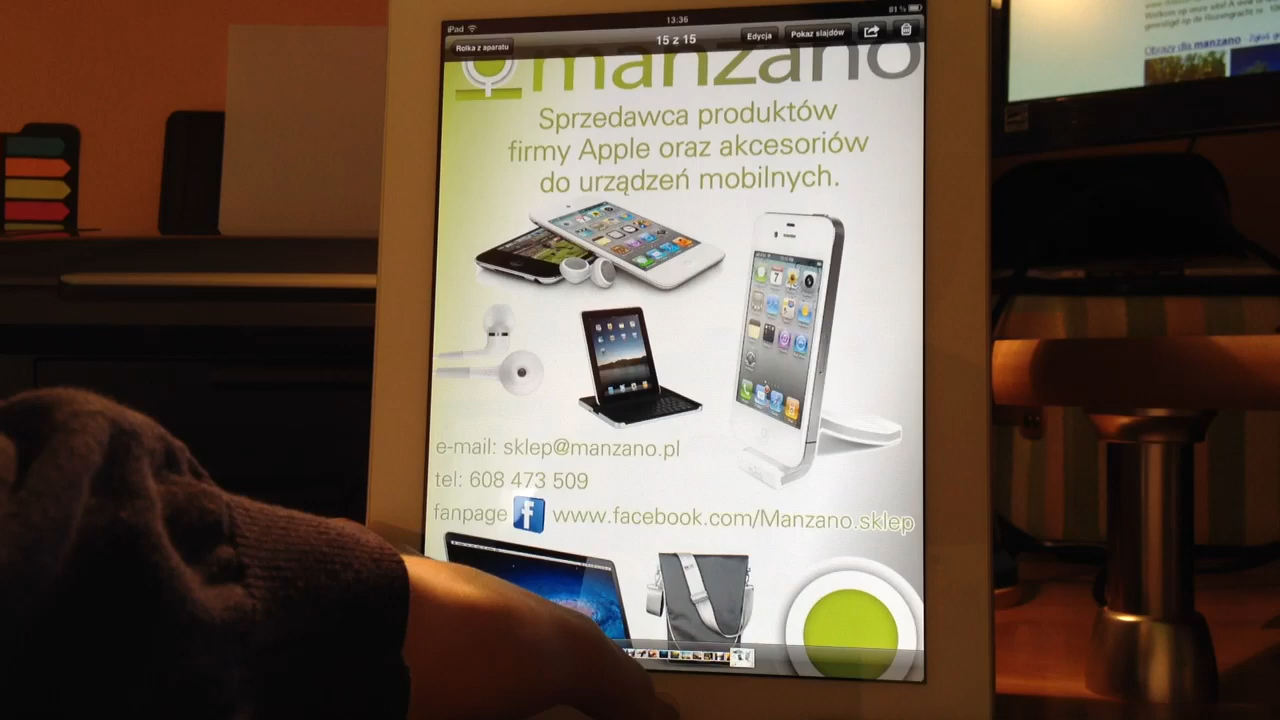 iPad 13:36 81%
Rolka z aparatu 15 z 15 Edycja Pokaz slajdów
manzano
Sprzedawca produktów
firmy Apple oraz akcesoriów
do urządzeń mobilnych.
e-mail: sklep@manzano.pl
tel: 608 473 509
fanpage f www.facebook.com/Manzano.sklep
Obrazy dla manzano